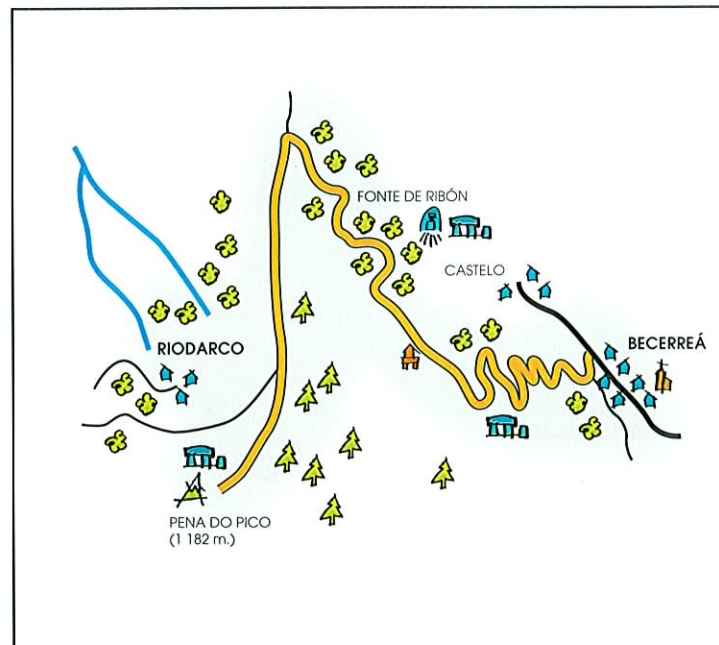 FONTE DE RIBÓN
CASTELO
RIODARCO
BECERREÁ
PENA DO PICO
(1 182 m.)